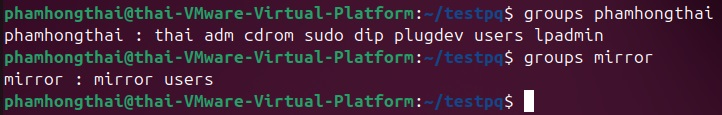 phamhongthai@thai-VMware-Virtual-Platform:~/testpq$ groups phamhongthai
phamhongthai : thai adm cdrom sudo dip plugdev users lpadmin
phamhongthai@thai-VMware-Virtual-Platform:~/testpq$ groups mirror
mirror : mirror users
phamhongthai@thai-VMware-Virtual-Platform:~/testpq$